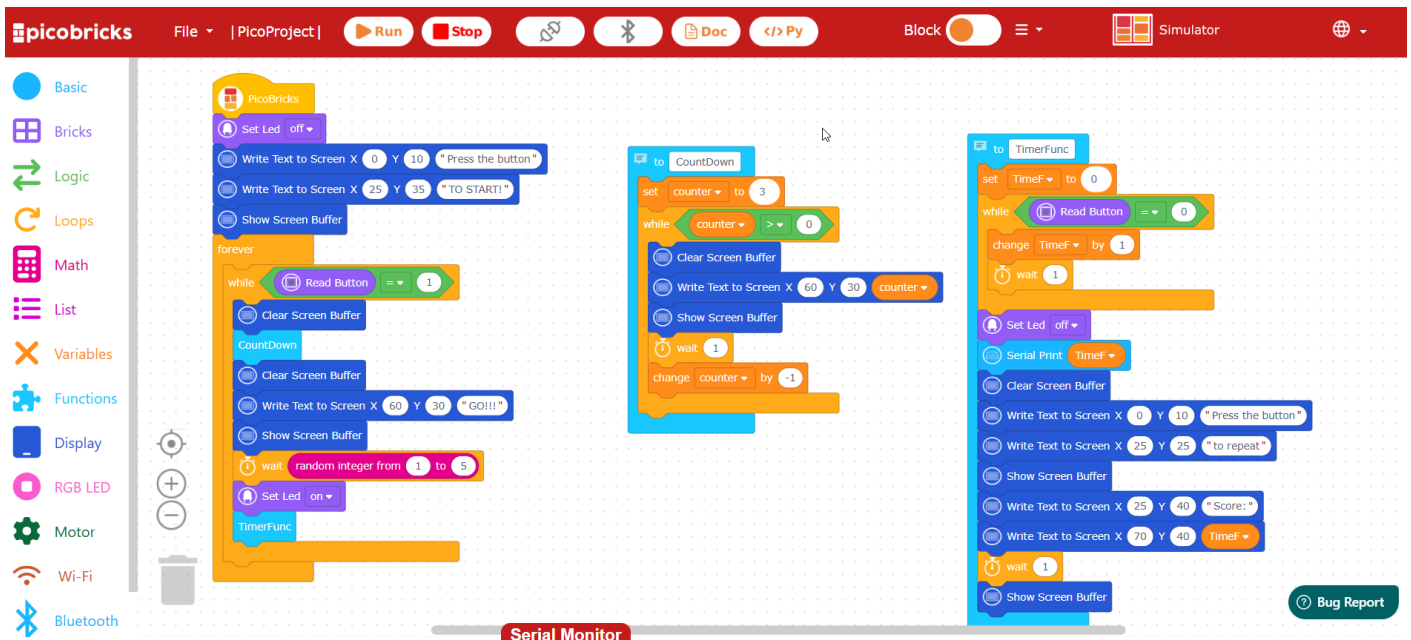 picobricks File |PicoProject| Run Stop Doc </> Py Block Simulator
Basic
Bricks
Logic
Loops
Math
List
Variables
Functions
Display
RGB LED
Motor
Wi-Fi
Bluetooth
PicoBricks
Set Led off
Write Text to Screen X 0 Y 10 "Press the button"
Write Text to Screen X 25 Y 35 "TO START!"
Show Screen Buffer
forever
while Read Button = 1
Clear Screen Buffer
CountDown
Clear Screen Buffer
Write Text to Screen X 60 Y 30 "GO!!!"
Show Screen Buffer
wait random integer from 1 to 5
Set Led on
TimerFunc
to CountDown
set counter to 3
while counter > 0
Clear Screen Buffer
Write Text to Screen X 60 Y 30 counter
Show Screen Buffer
wait 1
change counter by -1
to TimerFunc
set TimeF to 0
while Read Button = 0
change TimeF by 1
wait 1
Set Led off
Serial Print TimeF
Clear Screen Buffer
Write Text to Screen X 0 Y 10 "Press the button"
Write Text to Screen X 25 Y 25 "to repeat"
Show Screen Buffer
Write Text to Screen X 25 Y 40 "Score:"
Write Text to Screen X 70 Y 40 TimeF
wait 1
Show Screen Buffer
Bug Report
Serial Monitor